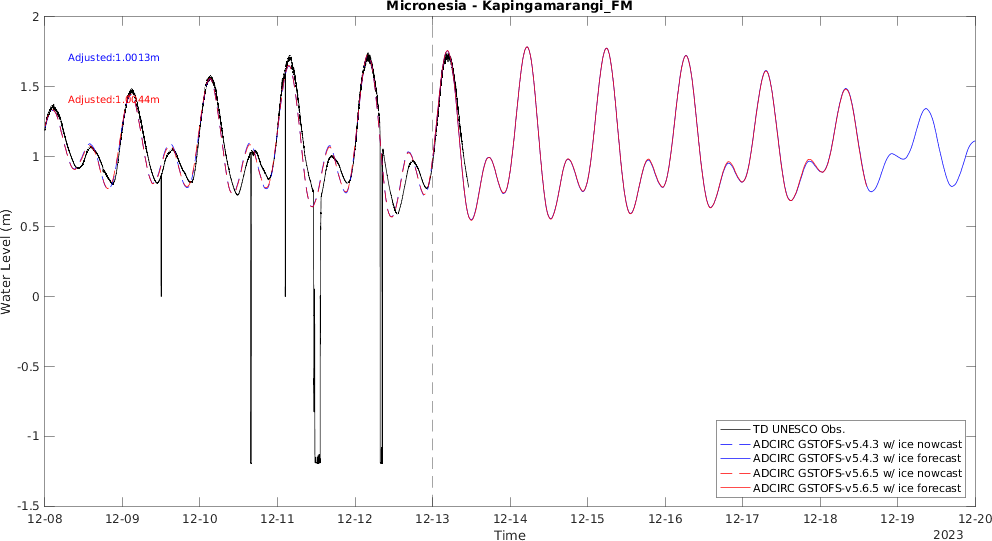 Micronesia - Kapingamarangi_FM
2
1.5
1
0.5
0
-0.5
-1
-1.5
Water Level (m)
Adjusted:1.0013m
Adjusted:1.0044m
TD UNESCO Obs.
ADCIRC GSTOFS-v5.4.3 w/ ice nowcast
ADCIRC GSTOFS-v5.4.3 w/ ice forecast
ADCIRC GSTOFS-v5.6.5 w/ ice nowcast
ADCIRC GSTOFS-v5.6.5 w/ ice forecast
12-08 12-09 12-10 12-11 12-12 12-13 12-14 12-15 12-16 12-17 12-18 12-19 12-20
Time
2023